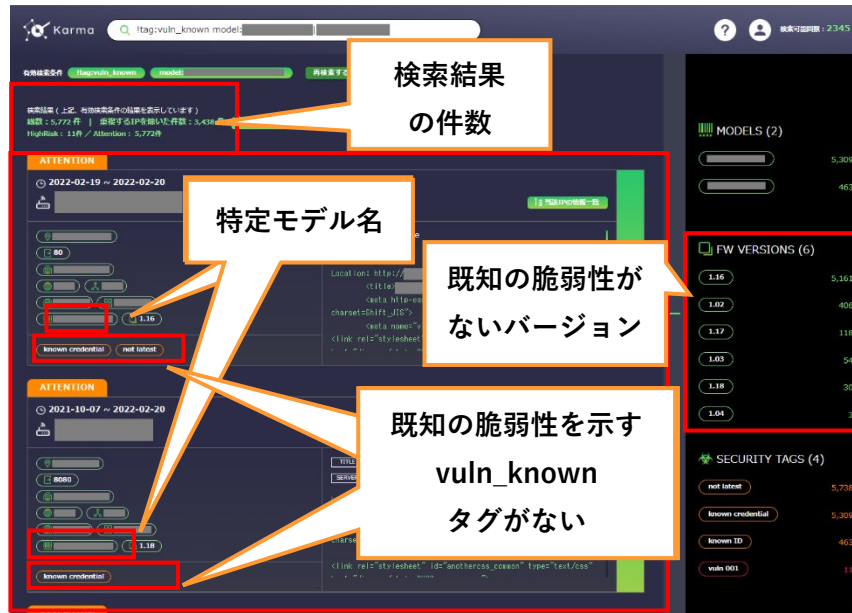 Karma
!tag:vuln_known model:
検索可能回数：2345
有効検索条件
!tag:vuln_known
model:
再検索する
検索結果
の件数
検索結果（上記、有効検索条件の結果を表示しています）
総数：5,772 件 | 重複するIPを除いた件数：3,438
HighRisk： 11件 ／ Attention： 5,772件
MODELS (2)
5,309
463
ATTENTION
2022-02-19 ~ 2022-02-20
特定モデル名
80
Location: http://
<title>
charset=Shift_JIS">
<link rel="stylesheet"
1.16
known credential
not latest
既知の脆弱性が
ないバージョン
FW VERSIONS (6)
1.16
5,161
1.02
406
1.17
118
1.03
54
1.18
30
1.04
3
ATTENTION
2021-10-07 ~ 2022-02-20
8080
TITLE
SERVER
1.18
known credential
<link rel="stylesheet" id="anothercss_common" type="text/css"
既知の脆弱性を示す
vuln_known
タグがない
SECURITY TAGS (4)
not latest
5,738
known credential
5,309
known ID
463
vuln 001
11